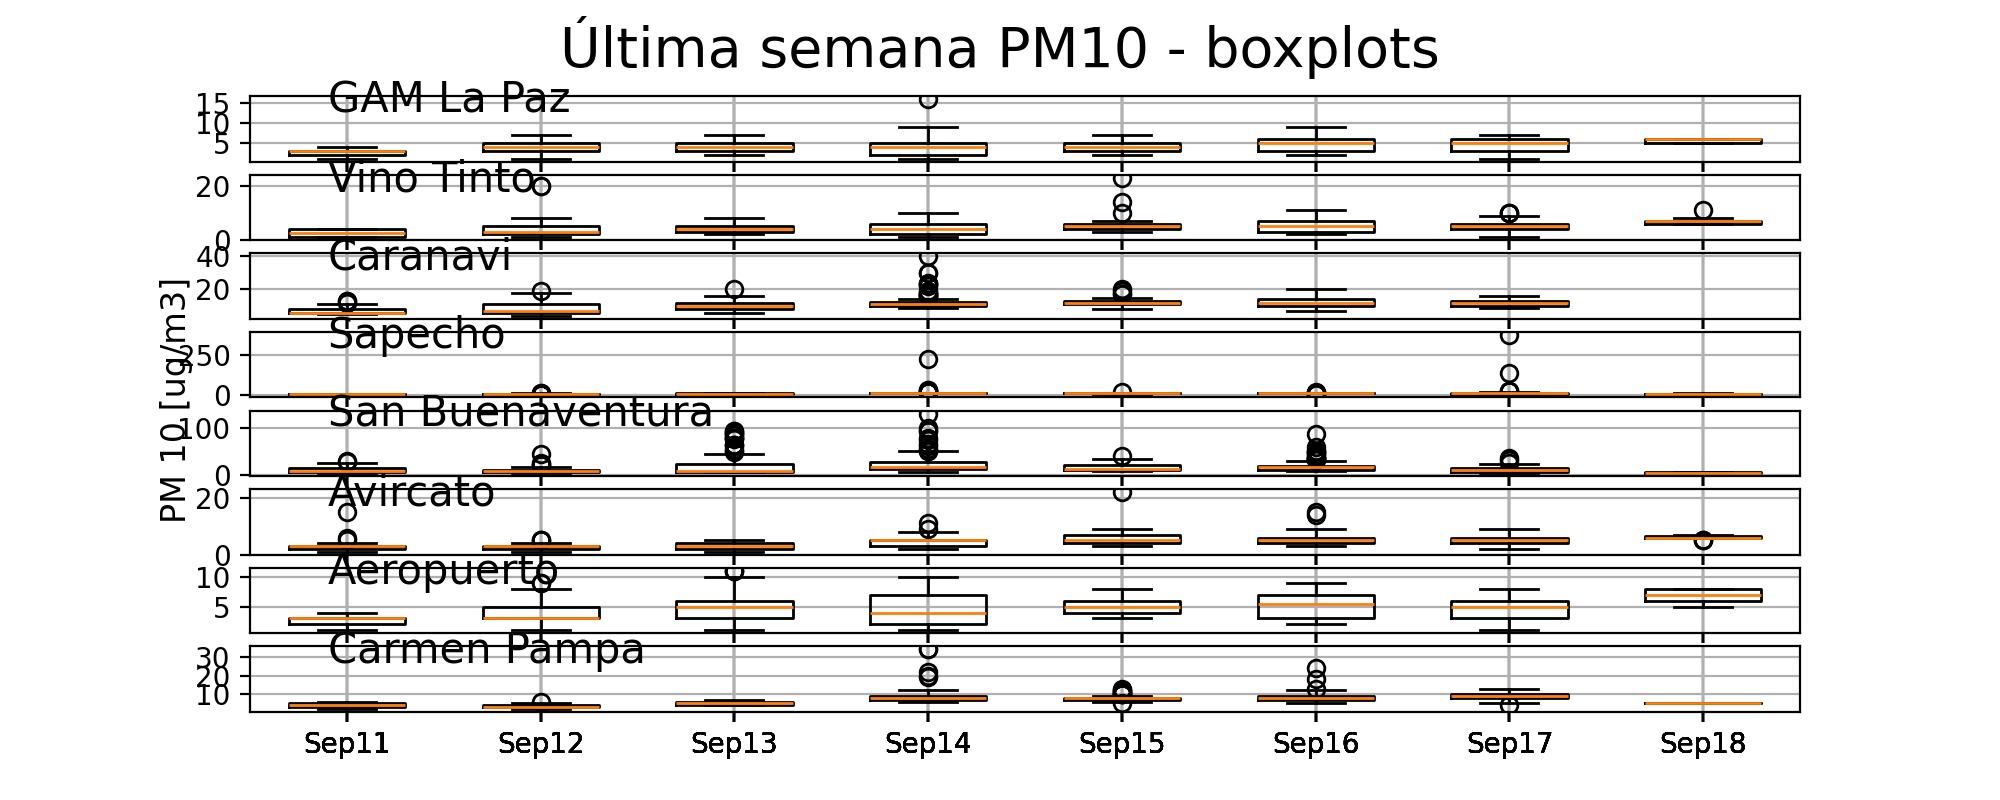 Última semana PM10 - boxplots
GAM La Paz
15
10
5
Vino Tinto
20
0
Caranavi
40
20
Sapecho
250
0
PM 10 [ug/m3]
San Buenaventura
100
0
Avircato
20
0
Aeropuerto
10
5
Carmen Pampa
30
20
10
Sep11 Sep12 Sep13 Sep14 Sep15 Sep16 Sep17 Sep18